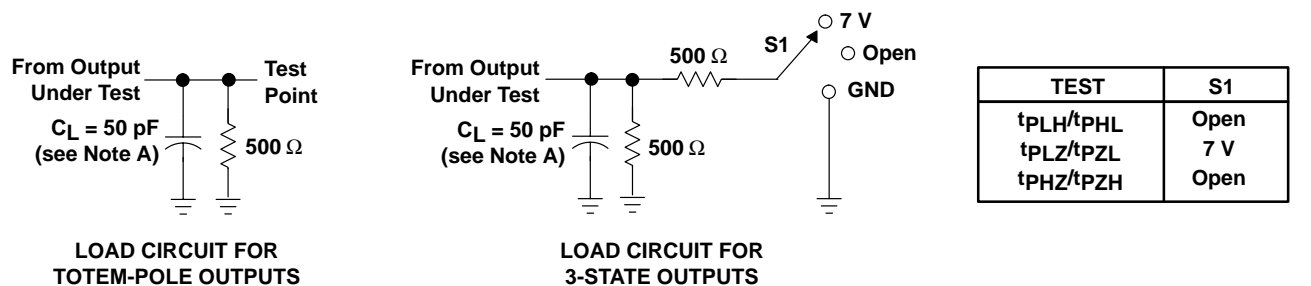 From Output
Under Test
Test
Point
CL = 50 pF
(see Note A)
500 Ω
LOAD CIRCUIT FOR
TOTEM-POLE OUTPUTS
From Output
Under Test
500 Ω
S1
7 V
Open
GND
CL = 50 pF
(see Note A)
500 Ω
LOAD CIRCUIT FOR
3-STATE OUTPUTS
TEST S1
tPLH/tPHL Open
tPLZ/tPZL 7 V
tPHZ/tPZH Open